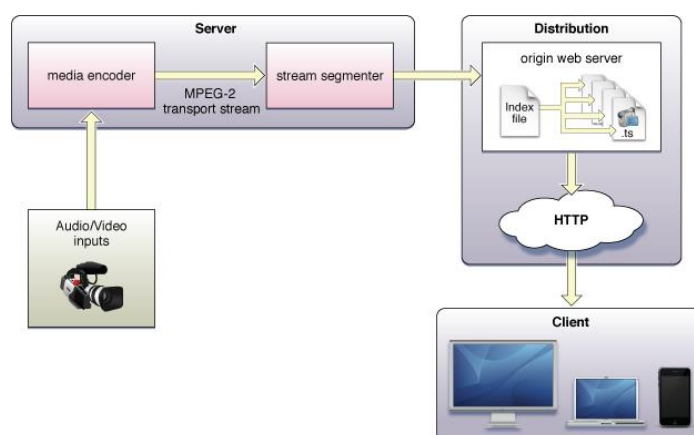 Server
media encoder
MPEG-2
transport stream
stream segmenter
Audio/Video
inputs
Distribution
origin web server
Index
file
.ts
HTTP
Client